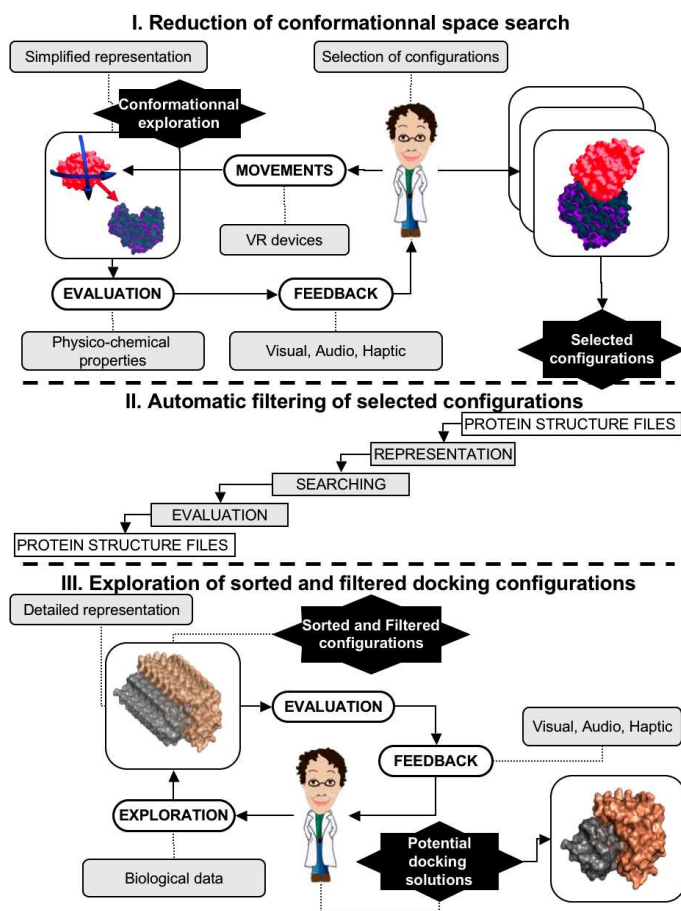 I. Reduction of conformationnal space search
Simplified representation
Selection of configurations
Conformationnal
exploration
MOVEMENTS
VR devices
EVALUATION
FEEDBACK
Physico-chemical
properties
Visual, Audio, Haptic
Selected
configurations
II. Automatic filtering of selected configurations
PROTEIN STRUCTURE FILES
REPRESENTATION
SEARCHING
EVALUATION
PROTEIN STRUCTURE FILES
III. Exploration of sorted and filtered docking configurations
Detailed representation
Sorted and Filtered
configurations
EVALUATION
Visual, Audio, Haptic
FEEDBACK
EXPLORATION
Biological data
Potential
docking
solutions